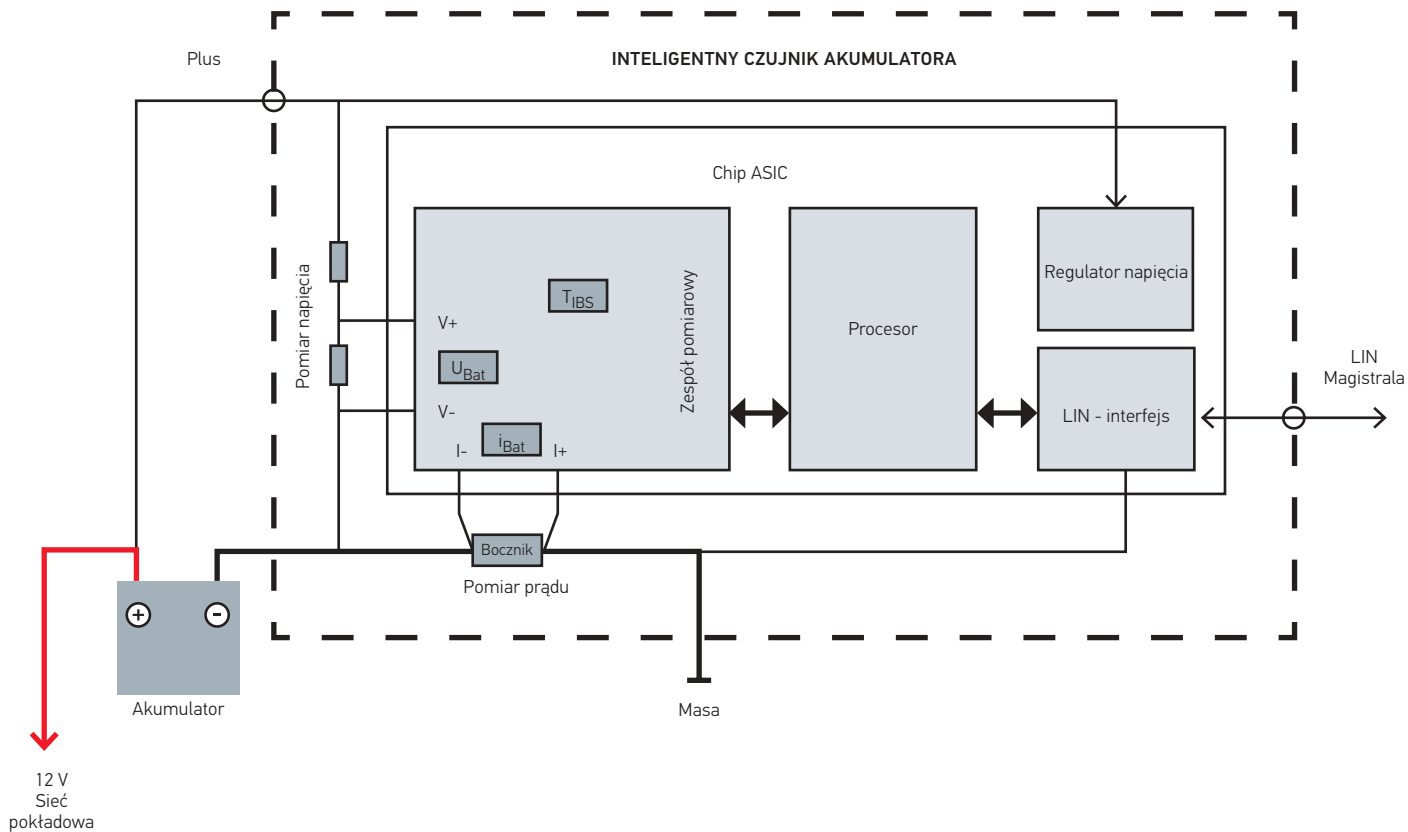 Plus
INTELIGENTNY CZUJNIK AKUMULATORA
Chip ASIC
Pomiar napięcia
V+
V-
T_IBS
U_Bat
i_Bat
I-
I+
Zespół pomiarowy
Procesor
Regulator napięcia
LIN - interfejs
LIN
Magistrala
Bocznik
Pomiar prądu
+
-
Akumulator
Masa
12 V
Sieć
pokładowa